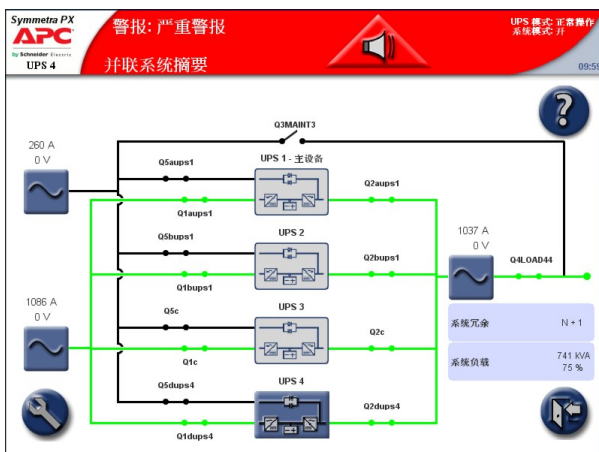 Symmetra PX
APC
by Schneider Electric
UPS 4
警报: 严重警报
并联系统摘要
UPS 模式: 正常操作
系统模式: 开
09:59
Q3MAINT3
260 A
0 V
Q5aups1
UPS 1 - 主设备
Q2aups1
Q1aups1
Q5bups1
UPS 2
Q2bups1
Q1bups1
1037 A
0 V
Q4LOAD44
1086 A
0 V
Q5c
UPS 3
Q2c
Q1c
系统冗余
N + 1
系统负载
741 kVA
75 %
Q5dups4
UPS 4
Q2dups4
Q1dups4